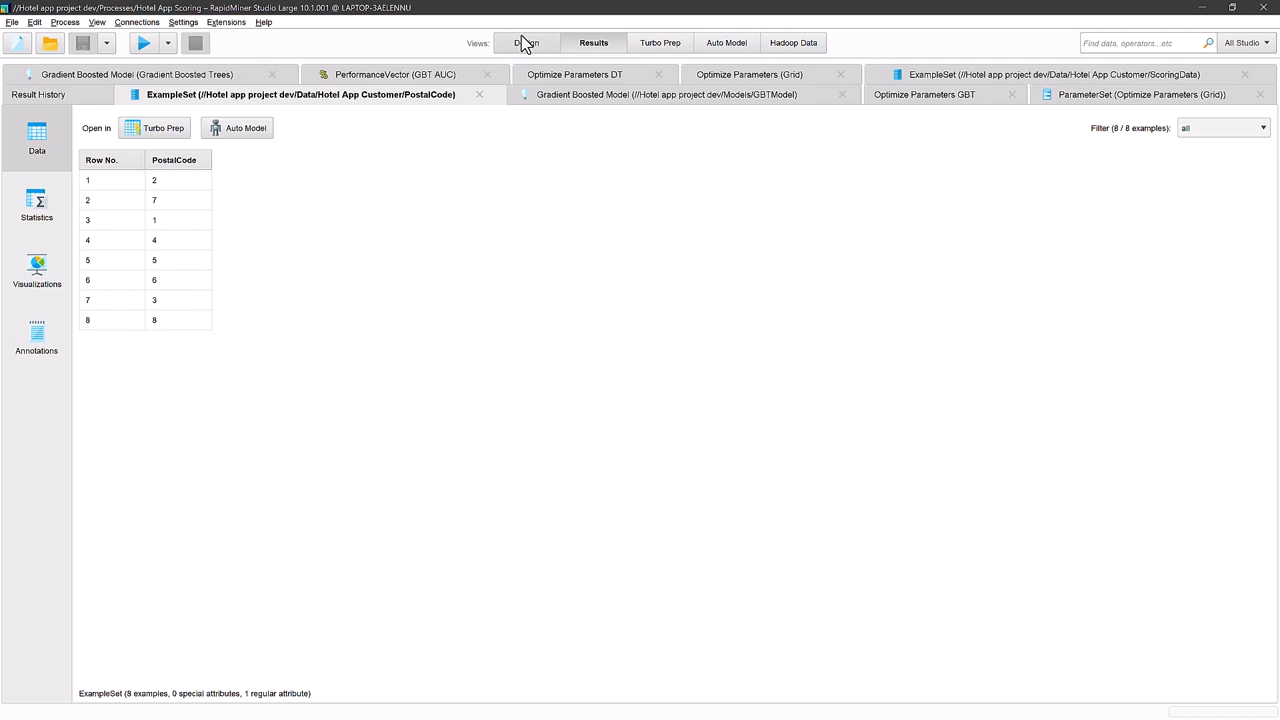 //Hotel app project dev/Processes/Hotel App Scoring – RapidMiner Studio Large 10.1.001 @ LAPTOP-3AELENNU
File Edit Process View Connections Settings Extensions Help
Views: Design Results Turbo Prep Auto Model Hadoop Data Find data, operators...etc All Studio
Gradient Boosted Model (Gradient Boosted Trees) PerformanceVector (GBT AUC) Optimize Parameters DT Optimize Parameters (Grid) ExampleSet (//Hotel app project dev/Data/Hotel App Customer/ScoringData)
Result History ExampleSet (//Hotel app project dev/Data/Hotel App Customer/PostalCode) Gradient Boosted Model (//Hotel app project dev/Models/GBTModel) Optimize Parameters GBT ParameterSet (Optimize Parameters (Grid))
Open in Turbo Prep Auto Model Filter (8 / 8 examples): all
Data
Statistics
Visualizations
Annotations
Row No. PostalCode
1 2
2 7
3 1
4 4
5 5
6 6
7 3
8 8
ExampleSet (8 examples, 0 special attributes, 1 regular attribute)